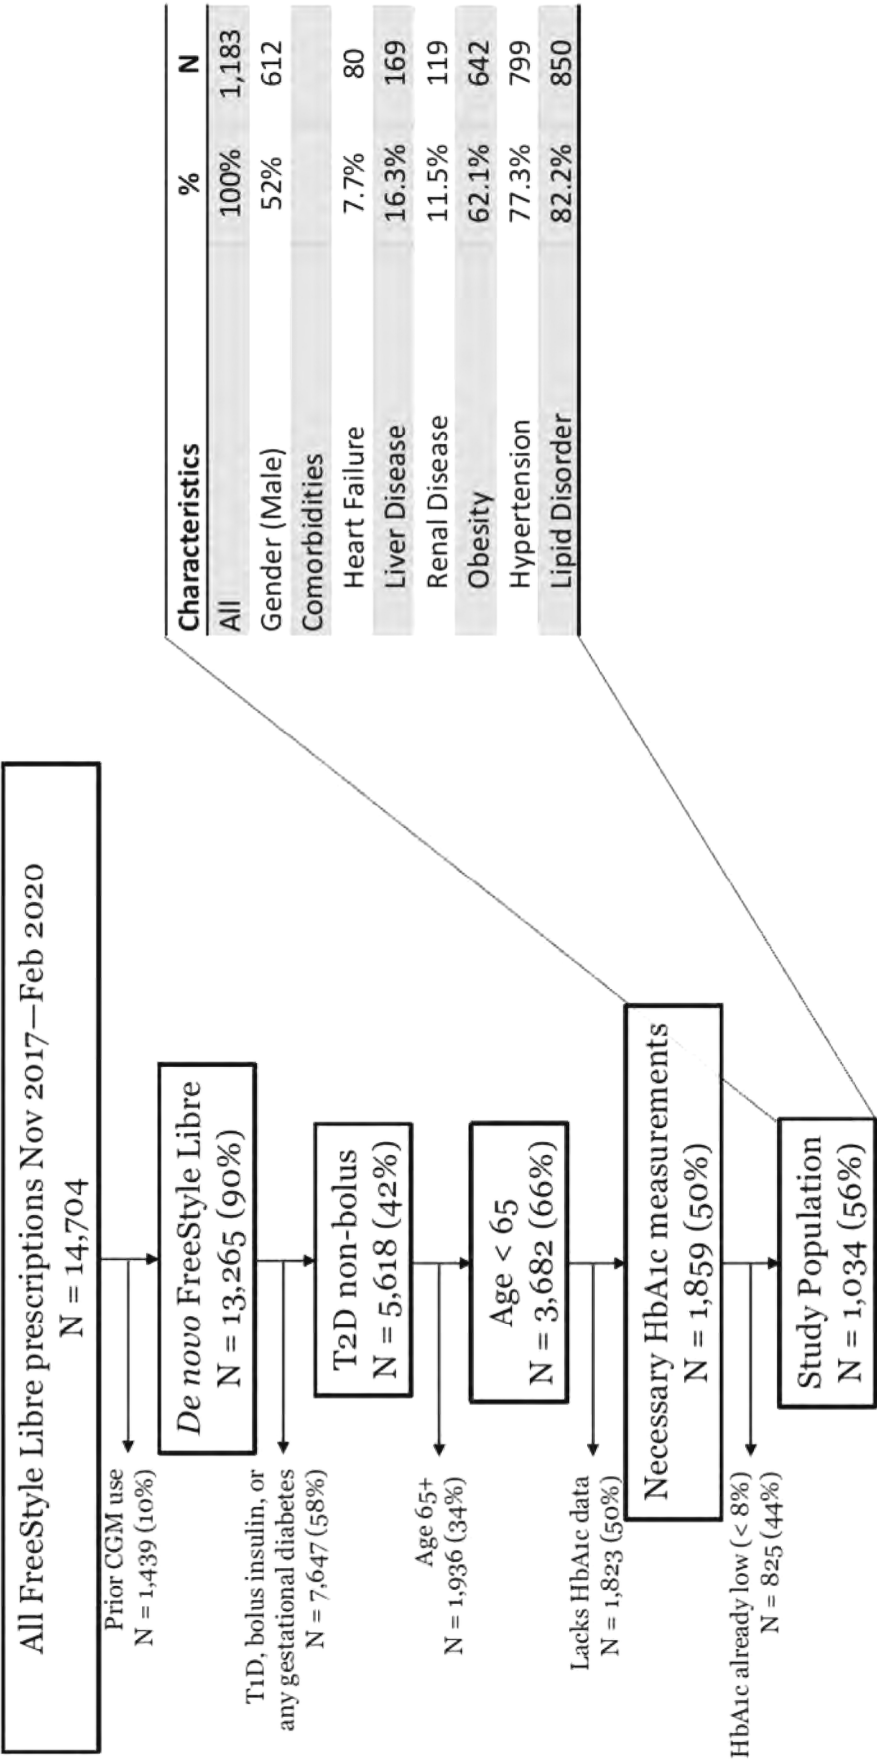 All FreeStyle Libre prescriptions Nov 2017—Feb 2020
N = 14,704
Prior CGM use
N = 1,439 (10%)
De novo FreeStyle Libre
N = 13,265 (90%)
T1D, bolus insulin, or
any gestational diabetes
N = 7,647 (58%)
T2D non-bolus
N = 5,618 (42%)
Age 65+
N = 1,936 (34%)
Age < 65
N = 3,682 (66%)
Lacks HbA1c data
N = 1,823 (50%)
Necessary HbA1c measurements
N = 1,859 (50%)
HbA1c already low (< 8%)
N = 825 (44%)
Study Population
N = 1,034 (56%)
Characteristics % N
All 100% 1,183
Gender (Male) 52% 612
Comorbidities
Heart Failure 7.7% 80
Liver Disease 16.3% 169
Renal Disease 11.5% 119
Obesity 62.1% 642
Hypertension 77.3% 799
Lipid Disorder 82.2% 850